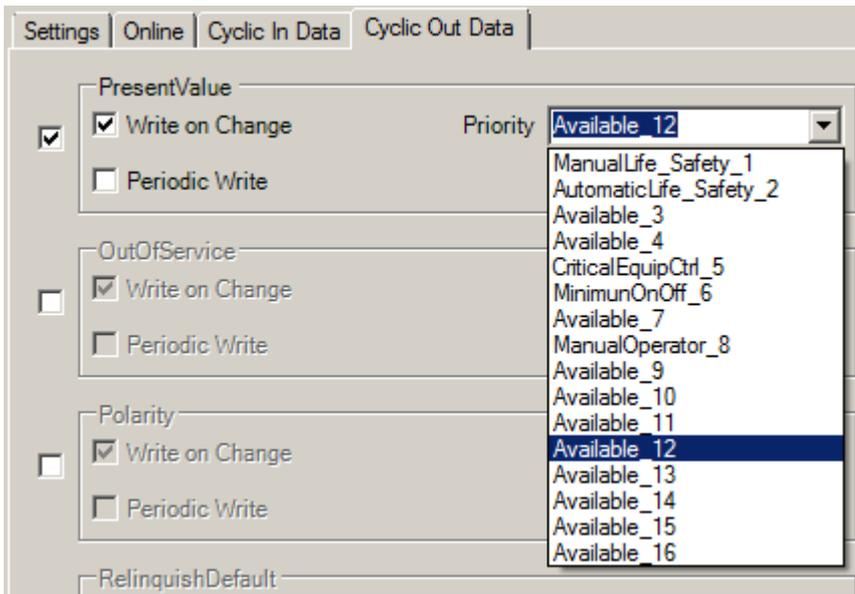 Settings Online Cyclic In Data Cyclic Out Data
PresentValue
Write on Change Priority Available_12
Periodic Write
ManualLife_Safety_1
AutomaticLife_Safety_2
Available_3
Available_4
CriticalEquipCtrl_5
MinimunOnOff_6
Available_7
ManualOperator_8
Available_9
Available_10
Available_11
Available_12
Available_13
Available_14
Available_15
Available_16
OutOfService
Write on Change
Periodic Write
Polarity
Write on Change
Periodic Write
RelinquishDefault